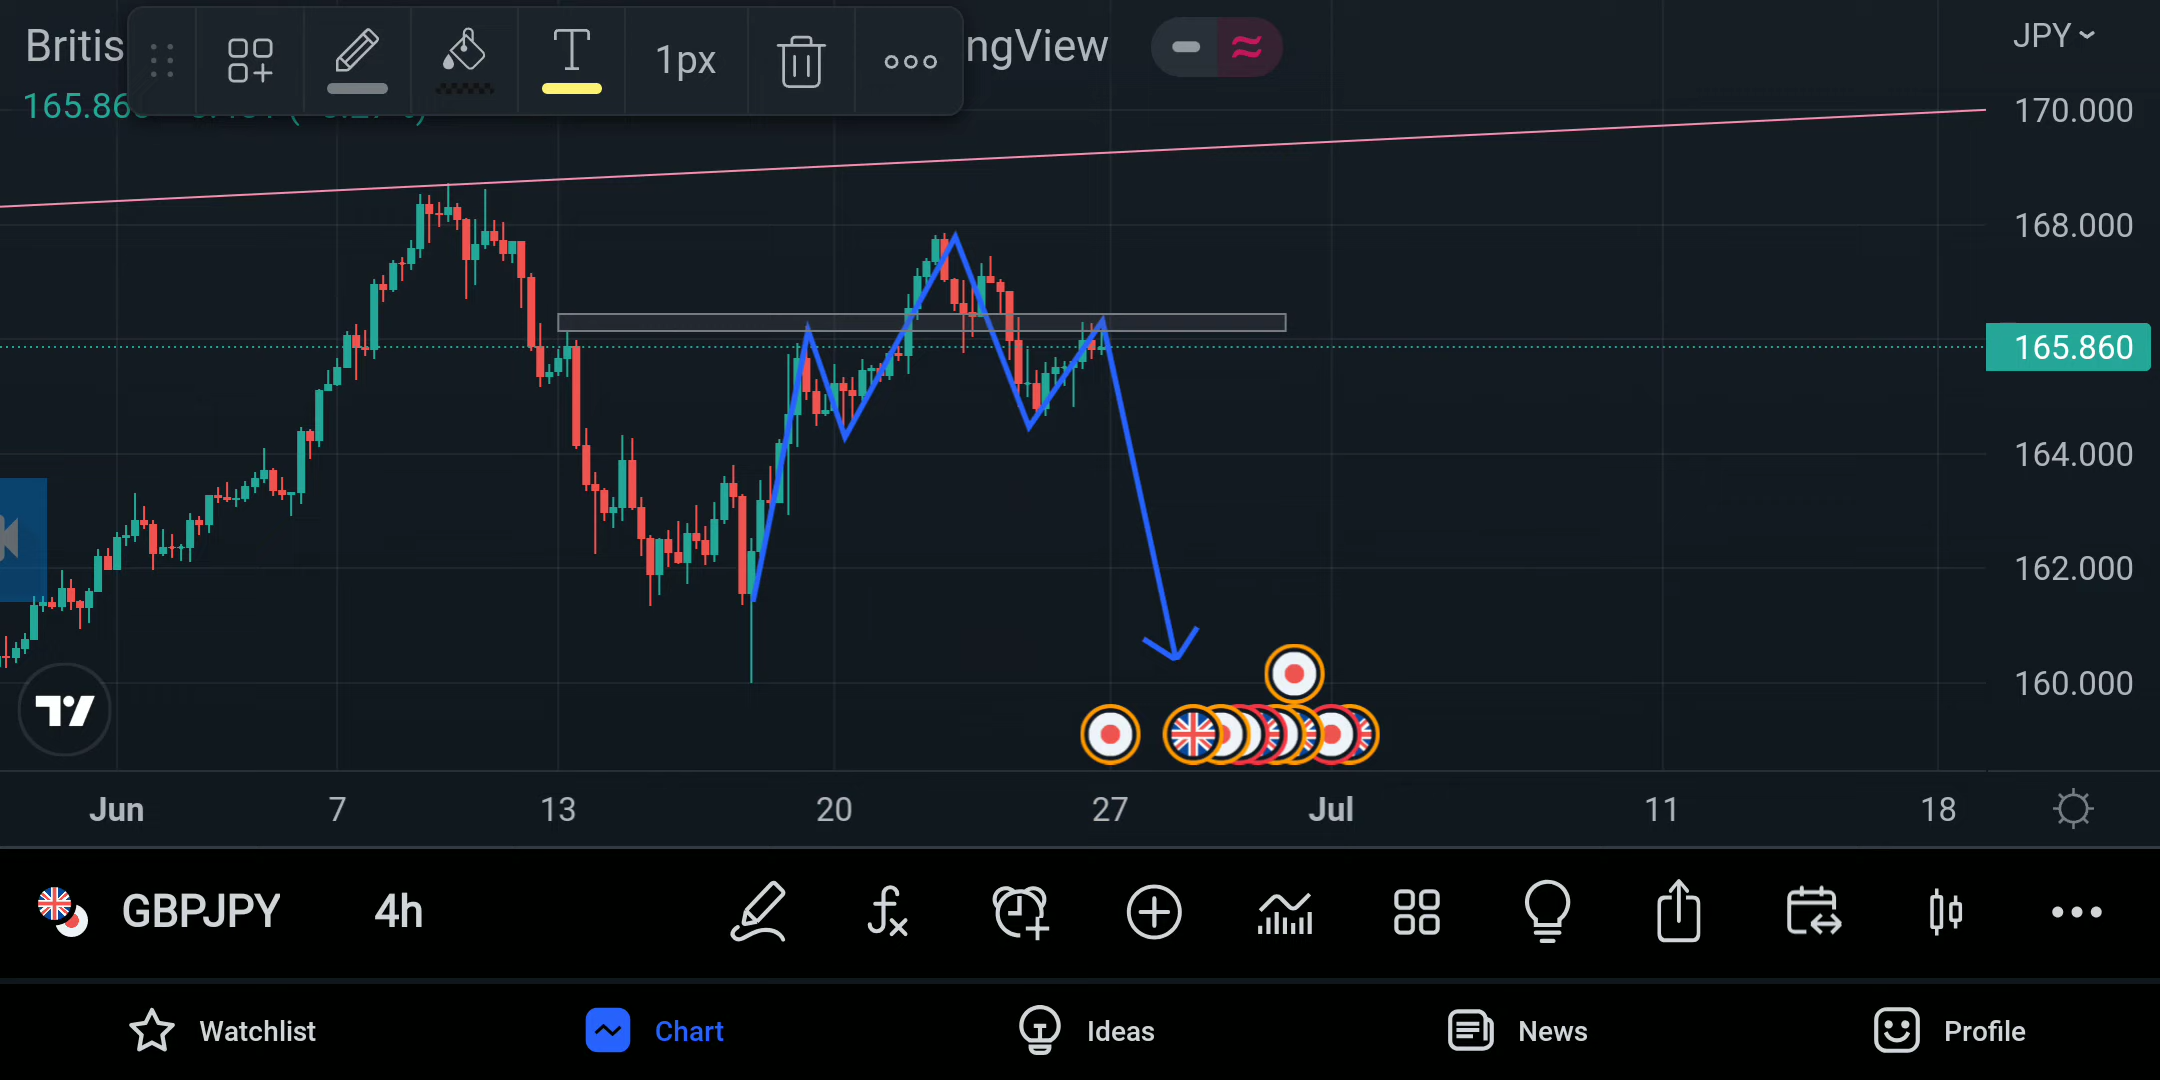 Britis
ngView
1px
JPY
165.86
170.000
168.000
165.860
164.000
162.000
160.000
Jun 7 13 20 27 Jul 11 18
GBPJPY 4h
Watchlist Chart Ideas News Profile